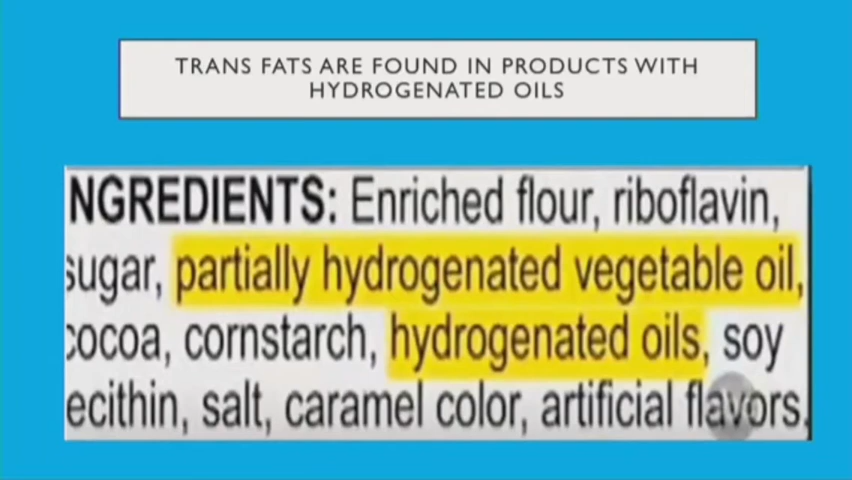 TRANS FATS ARE FOUND IN PRODUCTS WITH
HYDROGENATED OILS
NGREDIENTS: Enriched flour, riboflavin,
sugar, partially hydrogenated vegetable oil,
cocoa, cornstarch, hydrogenated oils, soy
ecithin, salt, caramel color, artificial flavors,